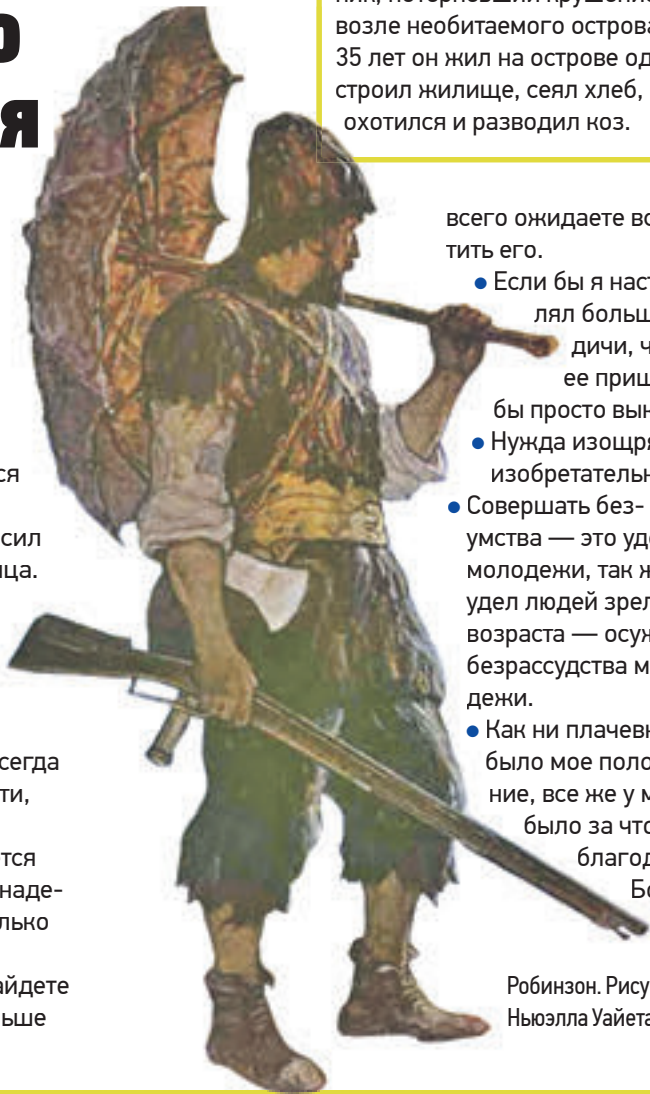 я
ник, потерпевший крушение
возле необитаемого острова
35 лет он жил на острове од
строил жилище, сеял хлеб,
охотился и разводил коз.
ся
сил
ца.
сегда
ти,
тся
наде-
лько
айдете
ьше
всего ожидаете во
тить его.
● Если бы я наст
лял больш
дичи, ч
ее приш
бы просто вын
● Нужда изощря
изобретательн
● Совершать без-
умства — это уде
молодежи, так ж
удел людей зрел
возраста — осуж
безрассудства м
дежи.
● Как ни плачевн
было мое поло
ние, все же у м
было за что
благод
Бо
Робинзон. Рису
Ньюэлла Уайета